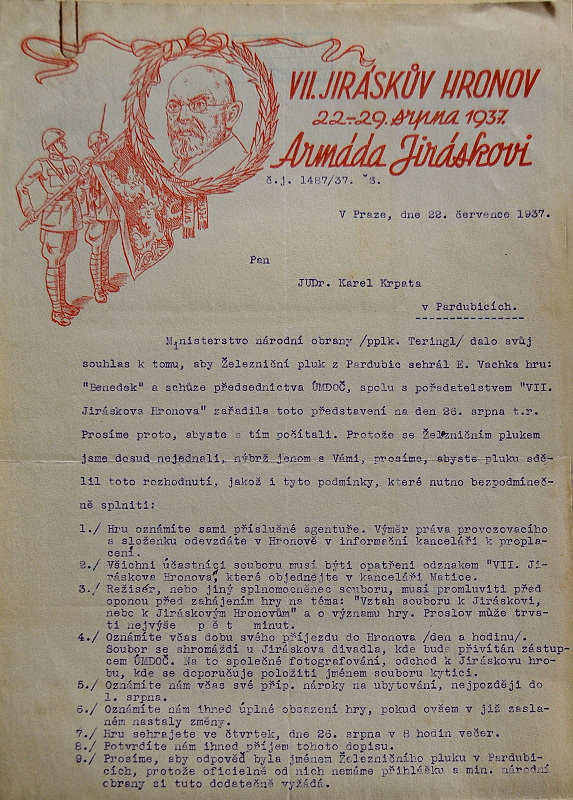 VII. JIRÁSKŮV HRONOV
22-29. srpna 1937.
Armáda Jiráskovi
č.j. 1487/37. Š.
V Praze, dne 22. července 1937.
Pan
JUDr. Karel Krpata
v Pardubicích.
Ministerstvo národní obrany /pplk. Teringl/ dalo svůj
souhlas k tomu, aby Železniční pluk z Pardubic sehrál E. Vachka hru:
"Benedek" a schůze předsednictva ÚMDOČ, spolu s pořadatelstvem "VII.
Jiráskova Hronova" zařadila toto představení na den 26. srpna t.r.
Prosíme proto, abyste s tím počítali. Protože se Železničním plukem
jsme dosud nejednali, nýbrž jenom s Vámi, prosíme, abyste pluku sdě-
lil toto rozhodnutí, jakož i tyto podmínky, které nutno bezpodmíneč-
ně splniti:
1./ Hru oznámíte sami příslušné agentuře. Výměr práva provozovacího
a složenku odevzdáte v Hronově v informační kanceláři k propla-
cení.
2./ Všichni účastníci souboru musí býti opatřeni odznakem "VII. Ji-
ráskova Hronova", které objednejte v kanceláři Matice.
3./ Režisér, nebo jiný splnomocněnec souboru, musí promluviti před
oponou před zahájením hry na téma: "Vztah souboru k Jiráskovi,
nebo k Jiráskovým Hronovům" a o významu hry. Proslov může trva-
ti nejvýše p ě t minut.
4./ Oznámíte včas dobu svého příjezdu do Hronova /den a hodinu/.
Soubor se shromáždí u Jiráskova divadla, kde bude přivítán zástup-
cem ÚMDOČ. Na to společné fotografování, odchod k Jiráskovu hro-
bu, kde se doporučuje položiti jménem souboru kytici.
5./ Oznámíte nám včas své příp. nároky na ubytování, nejpozději do
1. srpna.
6./ Oznámíte nám ihned úplné obsazení hry, pokud ovšem v již zasla-
ném nastaly změny.
7./ Hru sehrajete ve čtvrtek, dne 26. srpna v 8 hodin večer.
8./ Potvrdíte nám ihned příjem tohoto dopisu.
9./ Prosíme, aby odpověď byla jménem Železničního pluku v Pardubi-
cích, protože oficielně od nich nemáme přihlášku a min. národní
obrany si tuto dodatečně vyžádá.